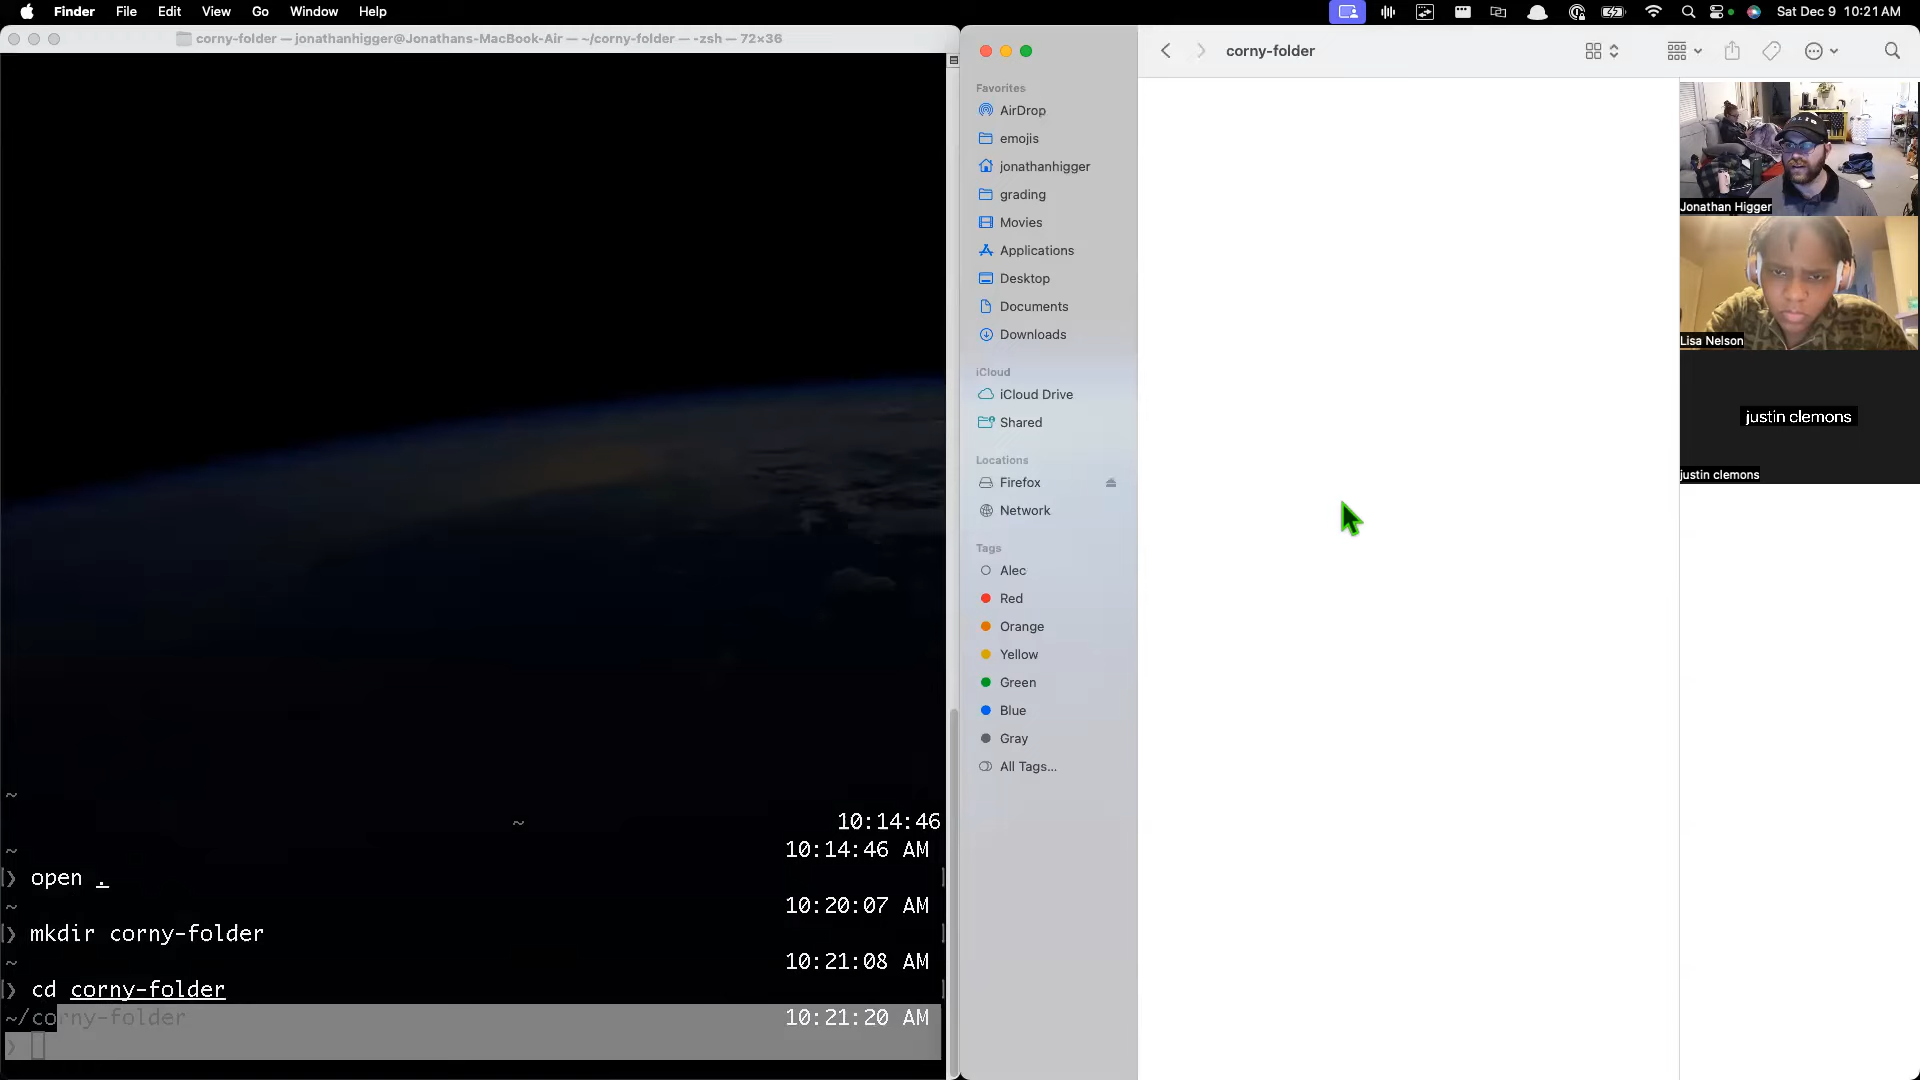 Finder File Edit View Go Window Help
Sat Dec 9 10:21 AM
corny-folder — jonathanhigger@Jonathans-MacBook-Air — ~/corny-folder — -zsh — 72×36
~
~ 10:14:46
~ 10:14:46 AM
❯ open .
~ 10:20:07 AM
❯ mkdir corny-folder
~ 10:21:08 AM
❯ cd corny-folder
~/corny-folder 10:21:20 AM
❯
corny-folder
Favorites
AirDrop
emojis
jonathanhigger
grading
Movies
Applications
Desktop
Documents
Downloads
iCloud
iCloud Drive
Shared
Locations
Firefox
Network
Tags
Alec
Red
Orange
Yellow
Green
Blue
Gray
All Tags...
Jonathan Higger
Lisa Nelson
justin clemons
justin clemons